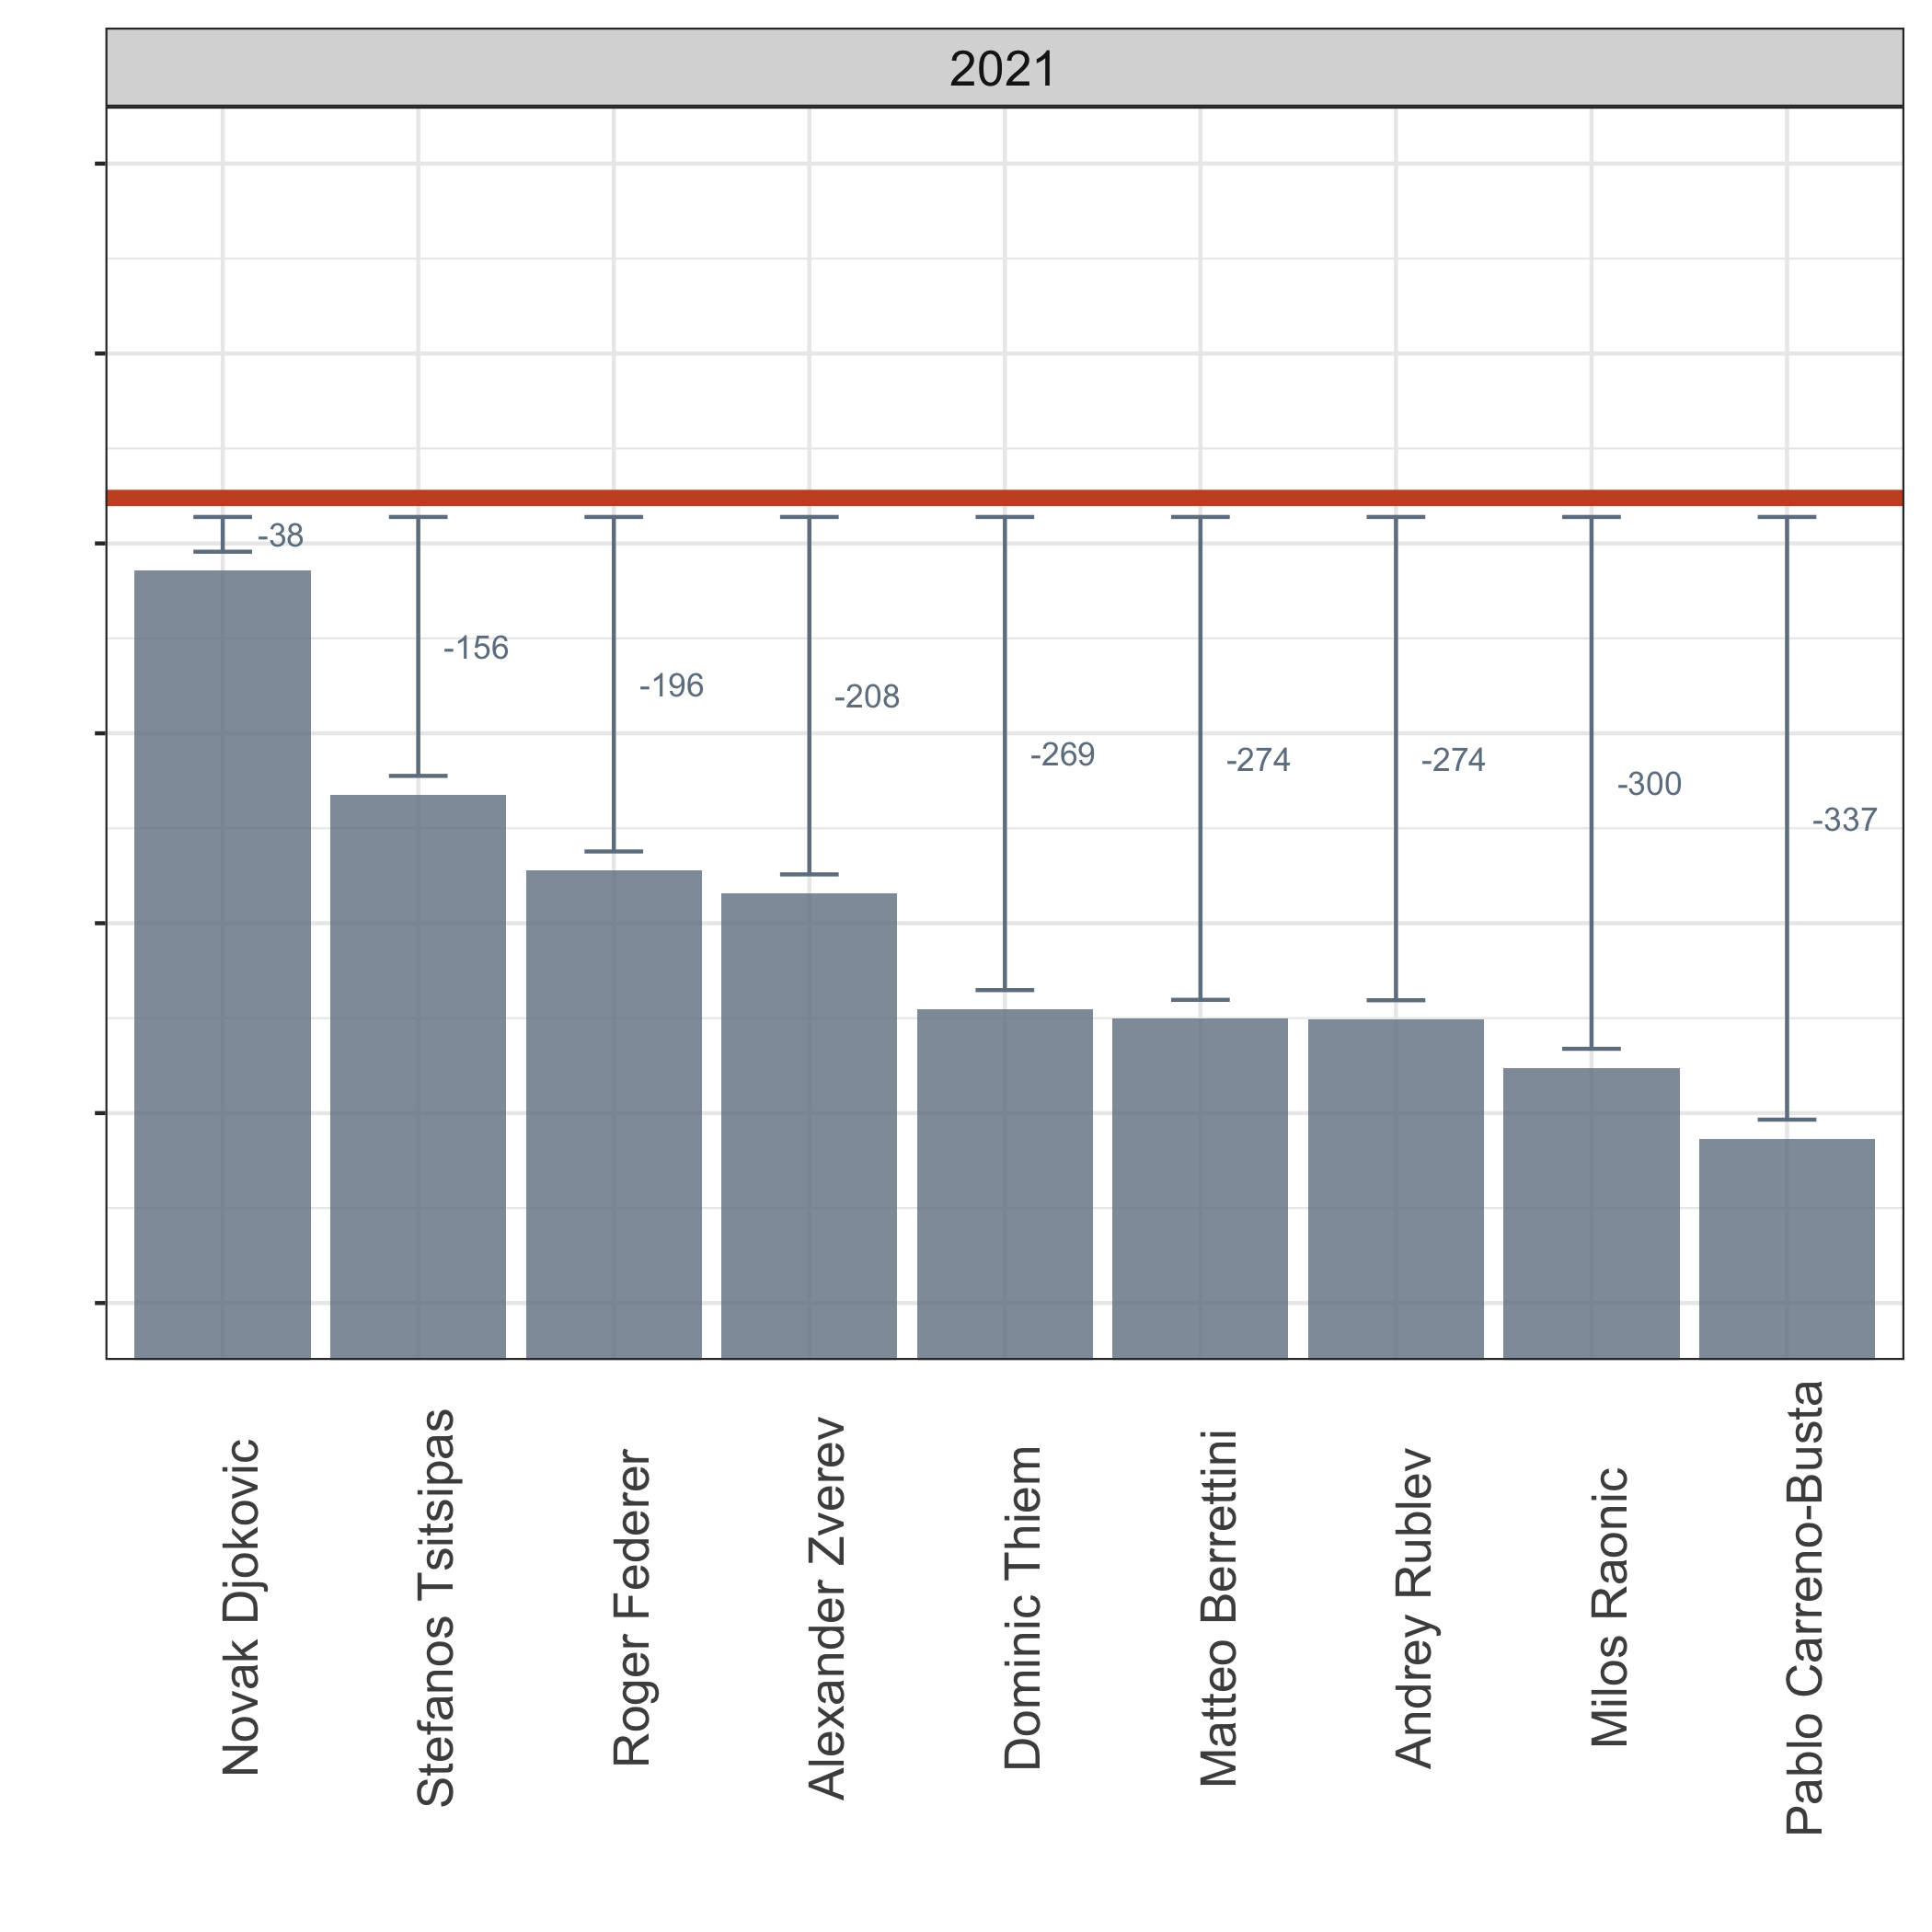 2021
-38
-156
-196
-208
-269
-274
-274
-300
-337
Novak Djokovic
Stefanos Tsitsipas
Roger Federer
Alexander Zverev
Dominic Thiem
Matteo Berrettini
Andrey Rublev
Milos Raonic
Pablo Carreno-Busta